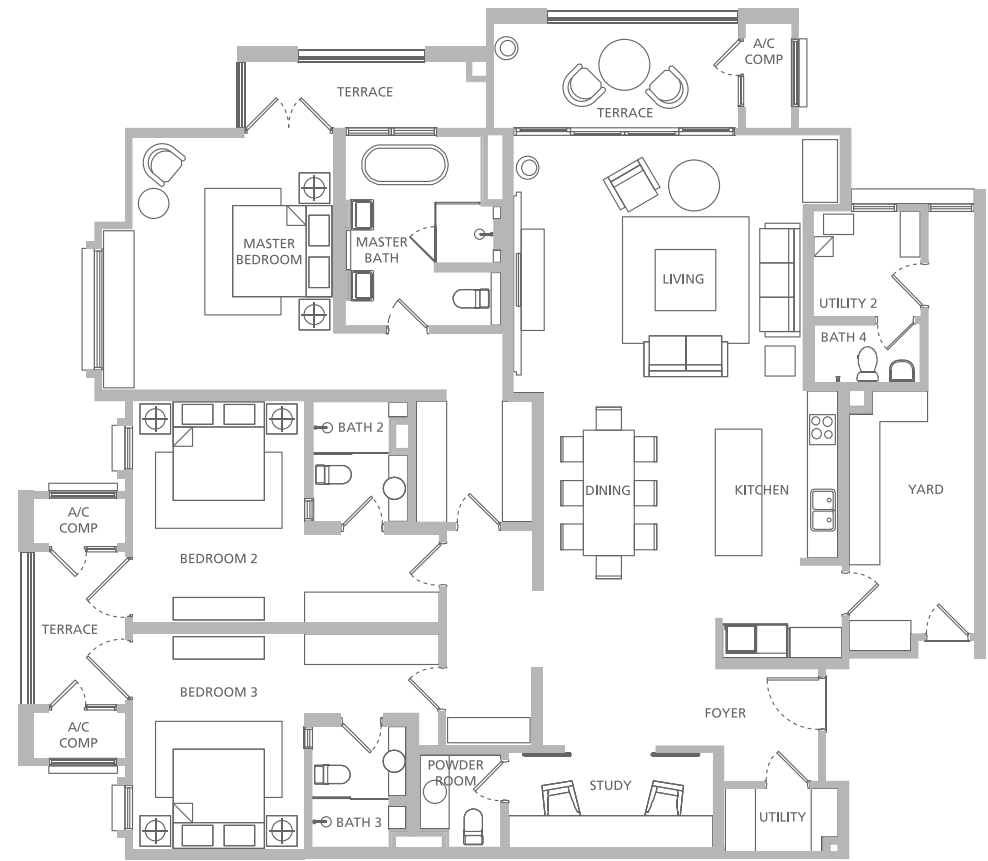 A/C
COMP
TERRACE
TERRACE
MASTER
BEDROOM
MASTER
BATH
LIVING
UTILITY 2
BATH 4
BATH 2
DINING
KITCHEN
YARD
A/C
COMP
BEDROOM 2
TERRACE
BEDROOM 3
A/C
COMP
FOYER
POWDER
ROOM
STUDY
BATH 3
UTILITY